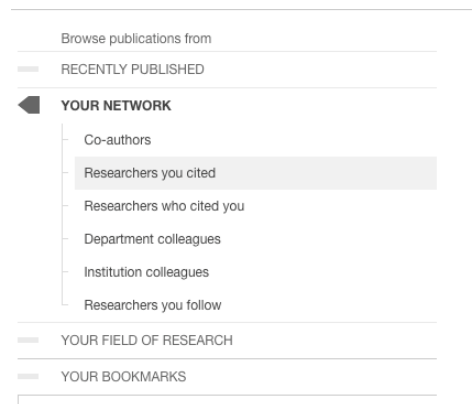 Browse publications from
RECENTLY PUBLISHED
YOUR NETWORK
Co-authors
Researchers you cited
Researchers who cited you
Department colleagues
Institution colleagues
Researchers you follow
YOUR FIELD OF RESEARCH
YOUR BOOKMARKS